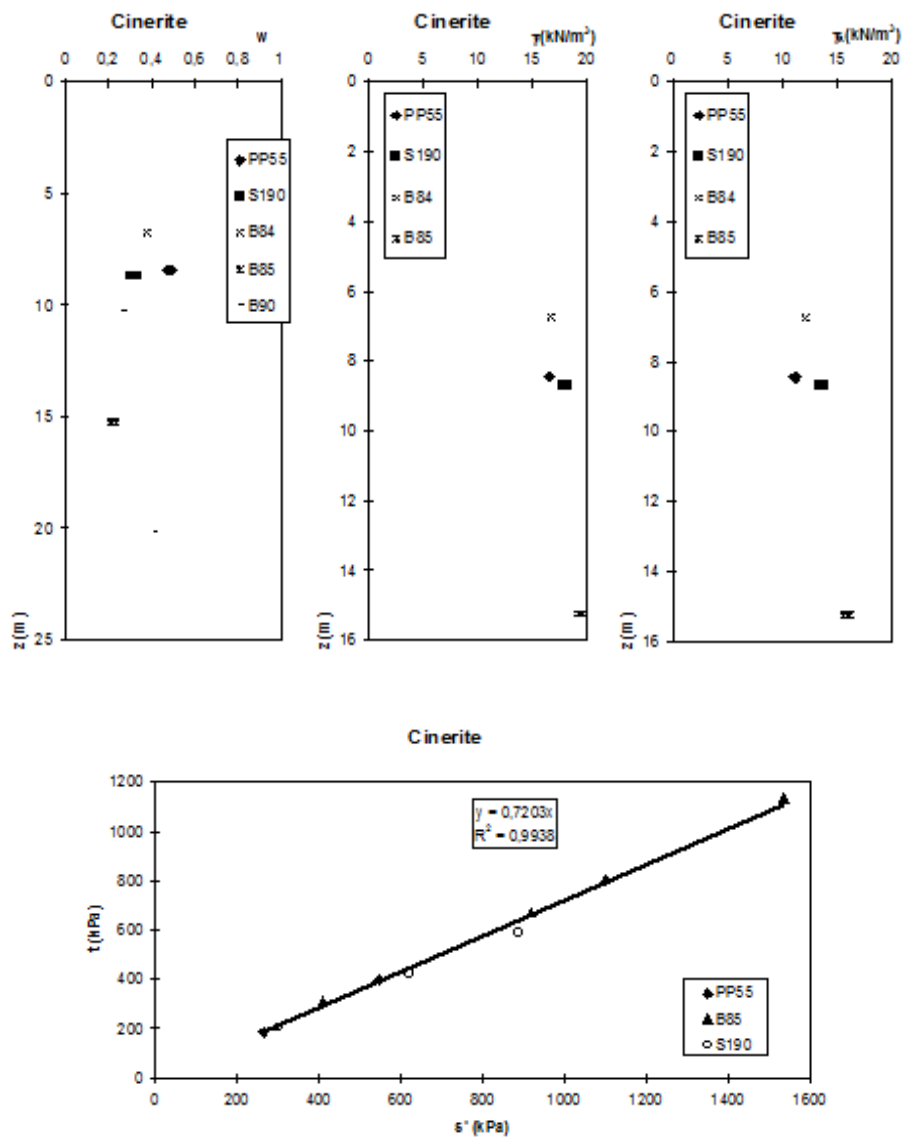 Cinerite
w
0 0,2 0,4 0,6 0,8 1
0
5
10
15
20
25
z (m)
PP55
S190
B84
B85
B90
Cinerite
(kN/m³)
0 5 10 15 20
0
2
4
6
8
10
12
14
16
z (m)
PP55
S190
B84
B85
Cinerite
(kN/m³)
0 5 10 15 20
0
2
4
6
8
10
12
14
16
z (m)
PP55
S190
B84
B85
Cinerite
1200
1000
800
600
400
200
0
t (kPa)
y = 0,7203x
R² = 0,9938
PP55
B85
S190
0 200 400 600 800 1000 1200 1400 1600
s' (kPa)